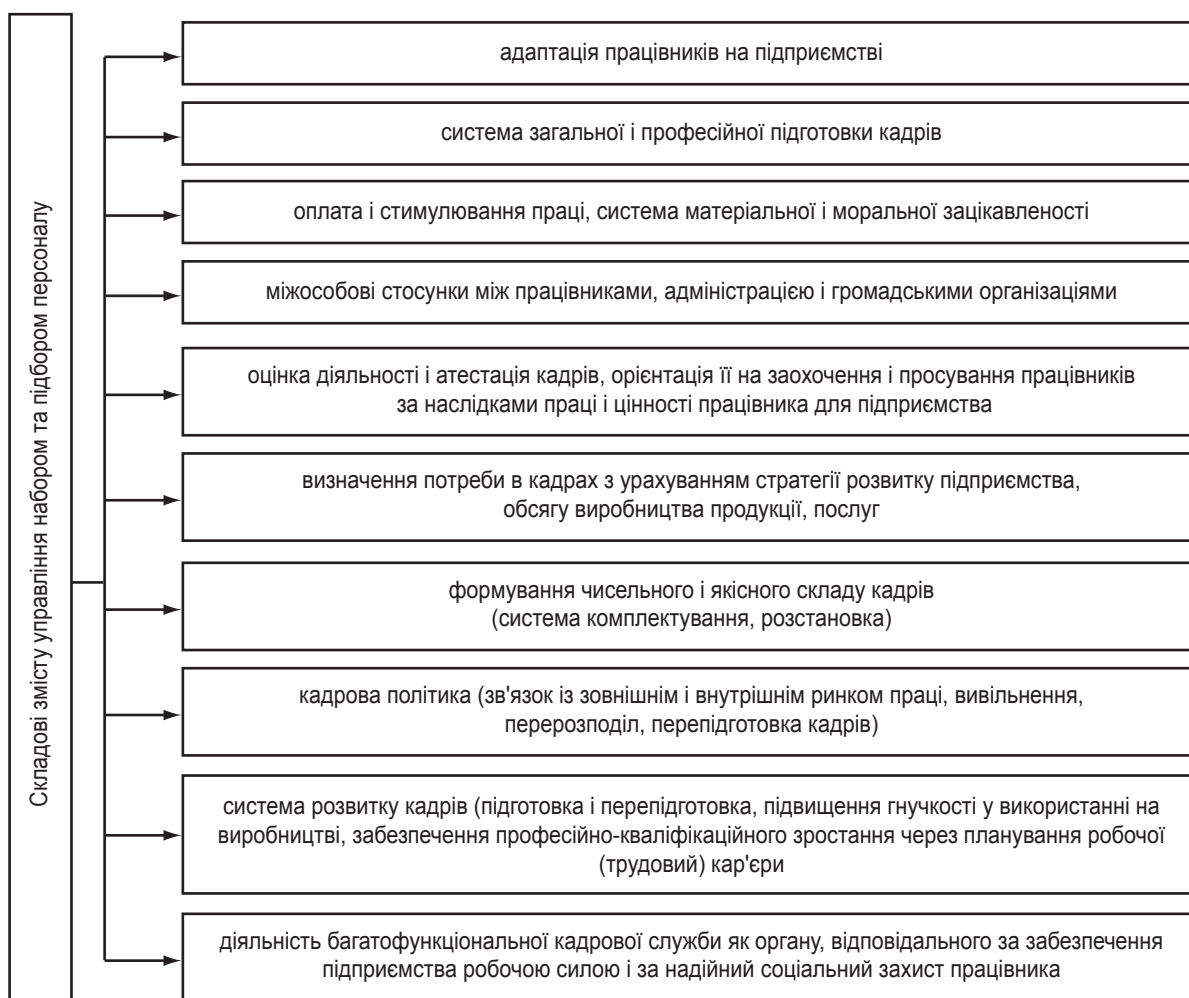 Складові змісту управління набором та підбором персоналу
адаптація працівників на підприємстві
система загальної і професійної підготовки кадрів
оплата і стимулювання праці, система матеріальної і моральної зацікавленості
міжособові стосунки між працівниками, адміністрацією і громадськими організаціями
оцінка діяльності і атестація кадрів, орієнтація її на заохочення і просування працівників
за наслідками праці і цінності працівника для підприємства
визначення потреби в кадрах з урахуванням стратегії розвитку підприємства,
обсягу виробництва продукції, послуг
формування чисельного і якісного складу кадрів
(система комплектування, розстановка)
кадрова політика (зв'язок із зовнішнім і внутрішнім ринком праці, вивільнення,
перерозподіл, перепідготовка кадрів)
система розвитку кадрів (підготовка і перепідготовка, підвищення гнучкості у використанні на
виробництві, забезпечення професійно-кваліфікаційного зростання через планування робочої
(трудовий) кар'єри
діяльність багатофункціональної кадрової служби як органу, відповідального за забезпечення
підприємства робочою силою і за надійний соціальний захист працівника